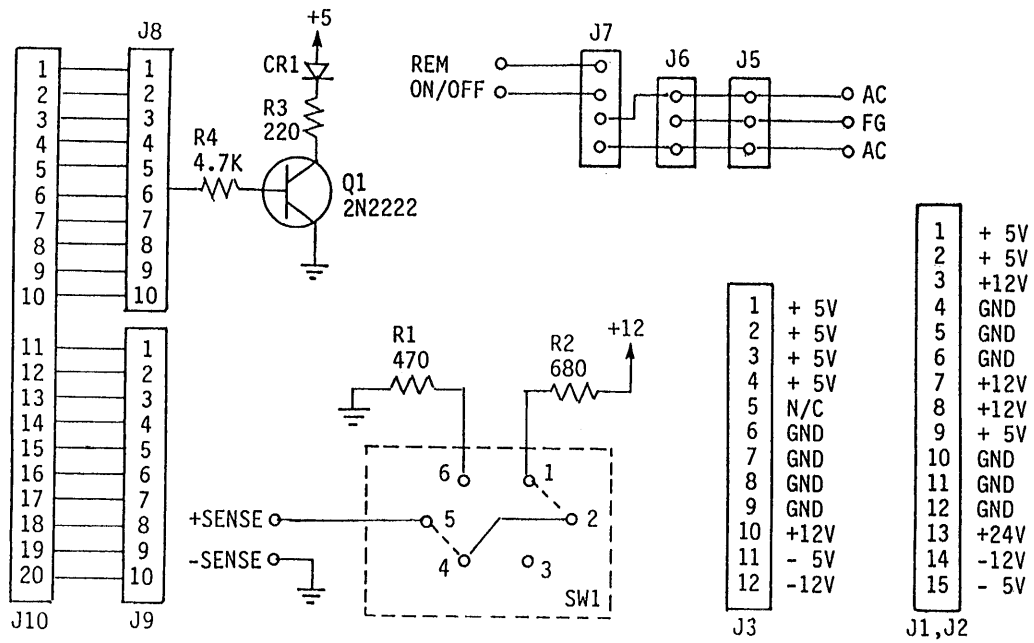 J8
1
2
3
4
5
6
7
8
9
10
11
12
13
14
15
16
17
18
19
20
J10
1
2
3
4
5
6
7
8
9
10
1
2
3
4
5
6
7
8
9
10
J9
+5
CR1
R3
220
R4
4.7K
Q1
2N2222
REM
ON/OFF
J7
J6
J5
AC
FG
AC
R1
470
R2
680
+12
6
1
5
2
4
3
SW1
+SENSE
-SENSE
1 + 5V
2 + 5V
3 + 5V
4 + 5V
5 N/C
6 GND
7 GND
8 GND
9 GND
10 +12V
11 - 5V
12 -12V
J3
1 + 5V
2 + 5V
3 +12V
4 GND
5 GND
6 GND
7 +12V
8 +12V
9 + 5V
10 GND
11 GND
12 GND
13 +24V
14 -12V
15 - 5V
J1,J2